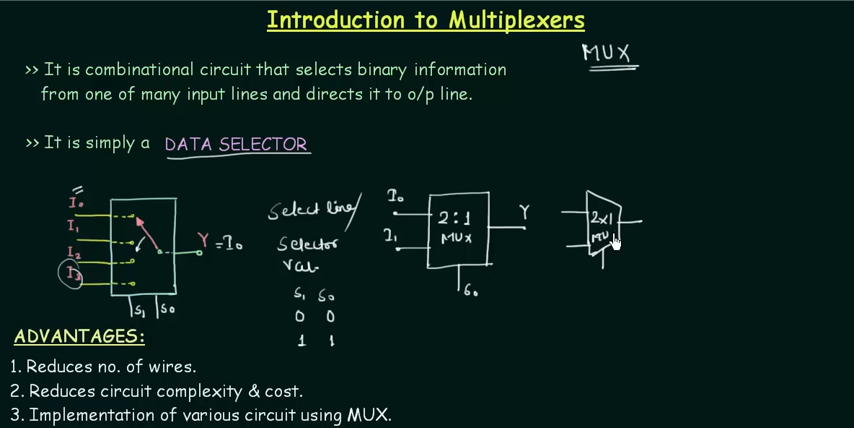 Introduction to Multiplexers
MUX
>> It is combinational circuit that selects binary information
from one of many input lines and directs it to o/p line.
>> It is simply a DATA SELECTOR
I0
I1
I2
I3
Y = I0
S1 S0
Select line/
Selector
Var
S1 S0
0 0
1 1
I0
I1
2:1
MUX
Y
S0
2x1
MU
ADVANTAGES:
1. Reduces no. of wires.
2. Reduces circuit complexity & cost.
3. Implementation of various circuit using MUX.